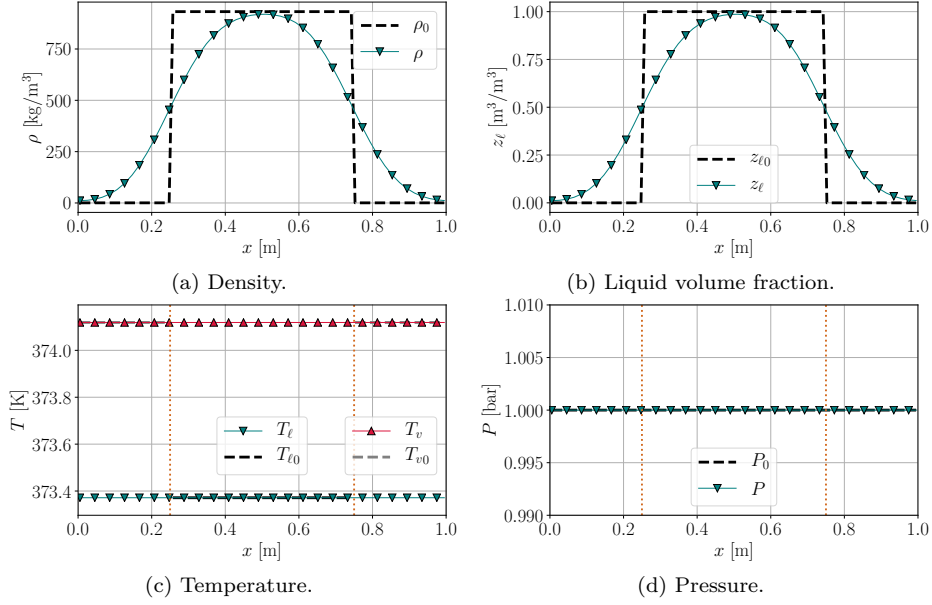 750
500
250
0
ρ [kg/m³]
ρ₀
ρ
0.0 0.2 0.4 0.6 0.8 1.0
x [m]
(a) Density.
1.00
0.75
0.50
0.25
0.00
z_ℓ [m³/m³]
z_ℓ0
z_ℓ
0.0 0.2 0.4 0.6 0.8 1.0
x [m]
(b) Liquid volume fraction.
374.0
373.8
373.6
373.4
T [K]
T_ℓ T_v
T_ℓ0 T_v0
0.0 0.2 0.4 0.6 0.8 1.0
x [m]
(c) Temperature.
1.010
1.005
1.000
0.995
0.990
P [bar]
P₀
P
0.0 0.2 0.4 0.6 0.8 1.0
x [m]
(d) Pressure.